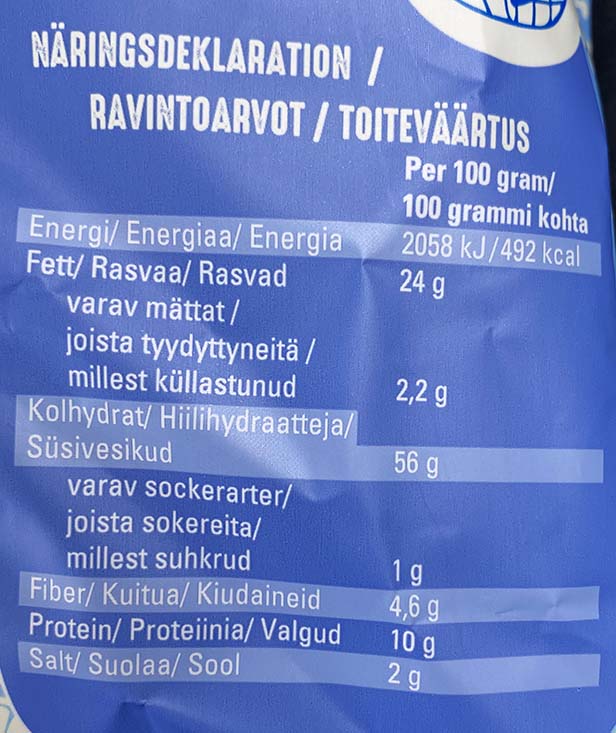 NÄRINGSDEKLARATION /
RAVINTOARVOT / TOITEVÄÄRTUS
Per 100 gram/
100 grammi kohta
Energi/ Energiaa/ Energia 2058 kJ/492 kcal
Fett/ Rasvaa/ Rasvad 24 g
varav mättat /
joista tyydyttyneitä /
millest küllastunud 2,2 g
Kolhydrat/ Hiilihydraatteja/
Süsivesikud 56 g
varav sockerarter/
joista sokereita/
millest suhkrud 1 g
Fiber/ Kuitua/ Kiudaineid 4,6 g
Protein/ Proteiinia/ Valgud 10 g
Salt/ Suolaa/ Sool 2 g